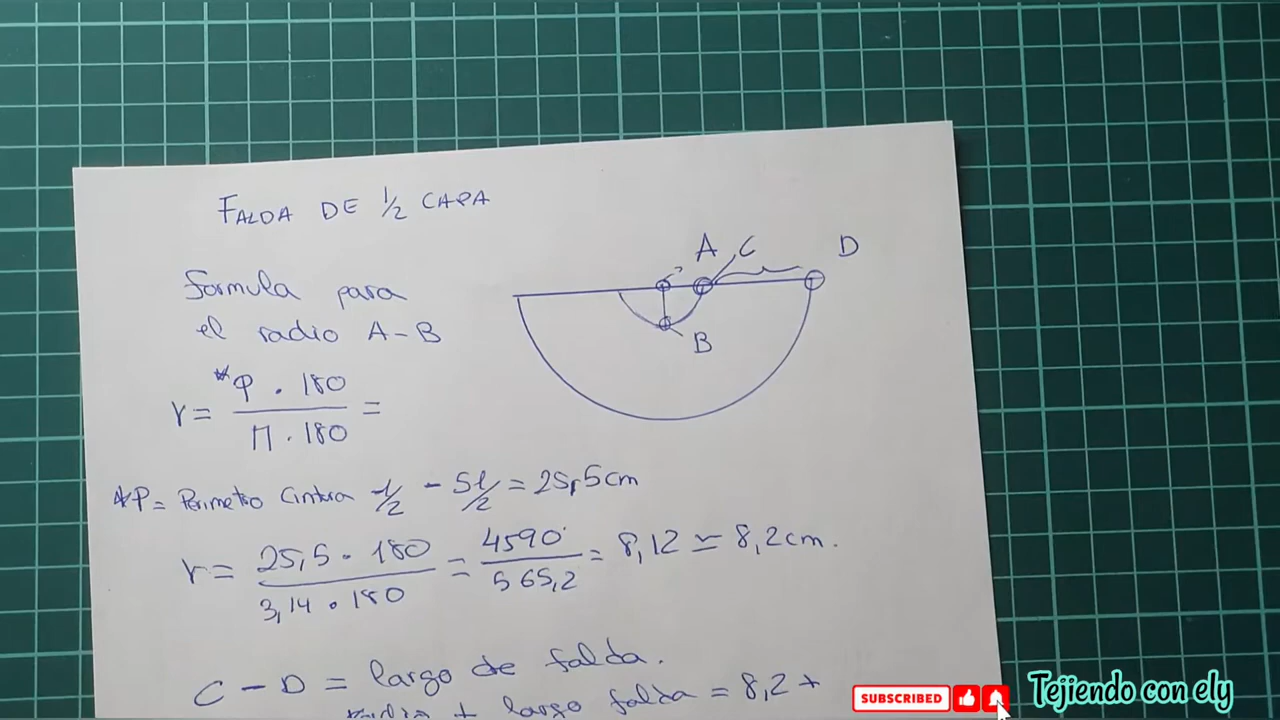 FALDA DE 1/2 CAPA
formula para
el radio A-B
r = *P . 180 / π . 180 =
A C D
B
*P = Perimetro Cintura 1/2 - 51/2 = 25,5cm
r = 25,5 . 180 / 3,14 . 180 = 4590 / 565,2 = 8,12 ≃ 8,2cm.
C - D = largo de falda.
radio + largo falda = 8,2 +
SUBSCRIBED
Tejiendo con ely